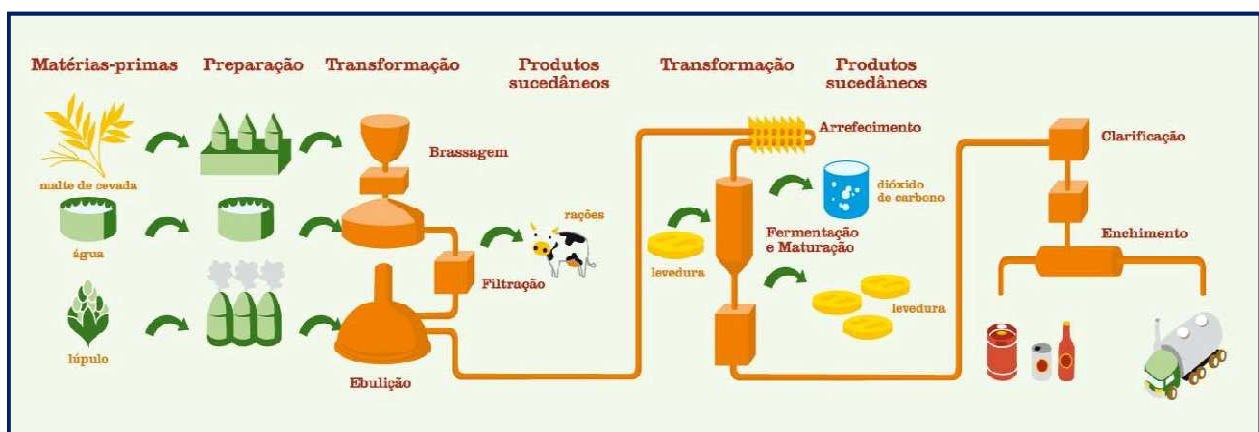 Matérias-primas
Preparação
Transformação
Produtos
sucedâneos
Transformação
Produtos
sucedâneos
malte de cevada
água
lúpulo
Brassagem
Filtração
rações
Ebulição
Arrefecimento
levedura
Fermentação
e Maturação
dióxido
de carbono
levedura
Clarificação
Enchimento